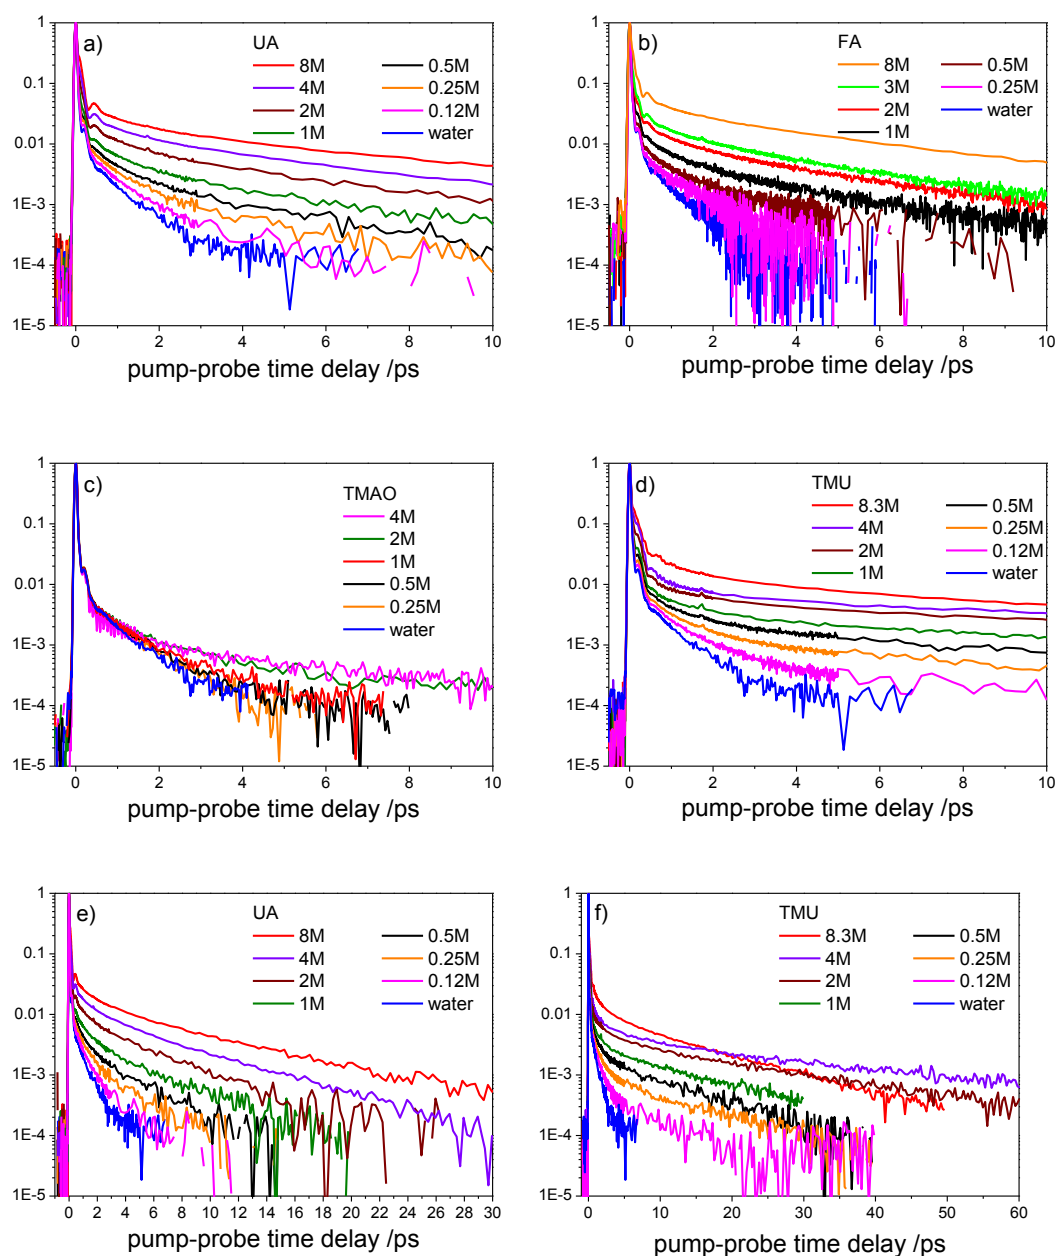 a)
UA
8M
4M
2M
1M
0.5M
0.25M
0.12M
water
1
0.1
0.01
1E-3
1E-4
1E-5
0 2 4 6 8 10
pump-probe time delay /ps
b)
FA
8M
3M
2M
1M
0.5M
0.25M
water
1
0.1
0.01
1E-3
1E-4
1E-5
0 2 4 6 8 10
pump-probe time delay /ps
c)
TMAO
4M
2M
1M
0.5M
0.25M
water
1
0.1
0.01
1E-3
1E-4
1E-5
0 2 4 6 8 10
pump-probe time delay /ps
d)
TMU
8.3M
4M
2M
1M
0.5M
0.25M
0.12M
water
1
0.1
0.01
1E-3
1E-4
1E-5
0 2 4 6 8 10
pump-probe time delay /ps
e)
UA
8M
4M
2M
1M
0.5M
0.25M
0.12M
water
1
0.1
0.01
1E-3
1E-4
1E-5
0 2 4 6 8 10 12 14 16 18 20 22 24 26 28 30
pump-probe time delay /ps
f)
TMU
8.3M
4M
2M
1M
0.5M
0.25M
0.12M
water
1
0.1
0.01
1E-3
1E-4
1E-5
0 10 20 30 40 50 60
pump-probe time delay /ps